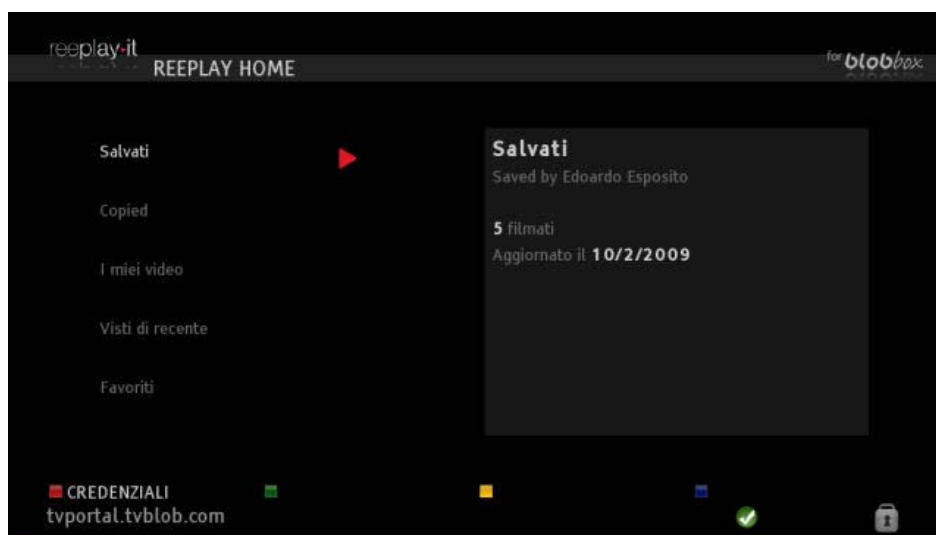 reeplay-it
REEPLAY HOME
for blobbox
Salvati
Copied
I miei video
Visti di recente
Favoriti
Salvati
Saved by Edoardo Esposito
5 filmati
Aggiornato il 10/2/2009
CREDENZIALI
tvportal.tvblob.com